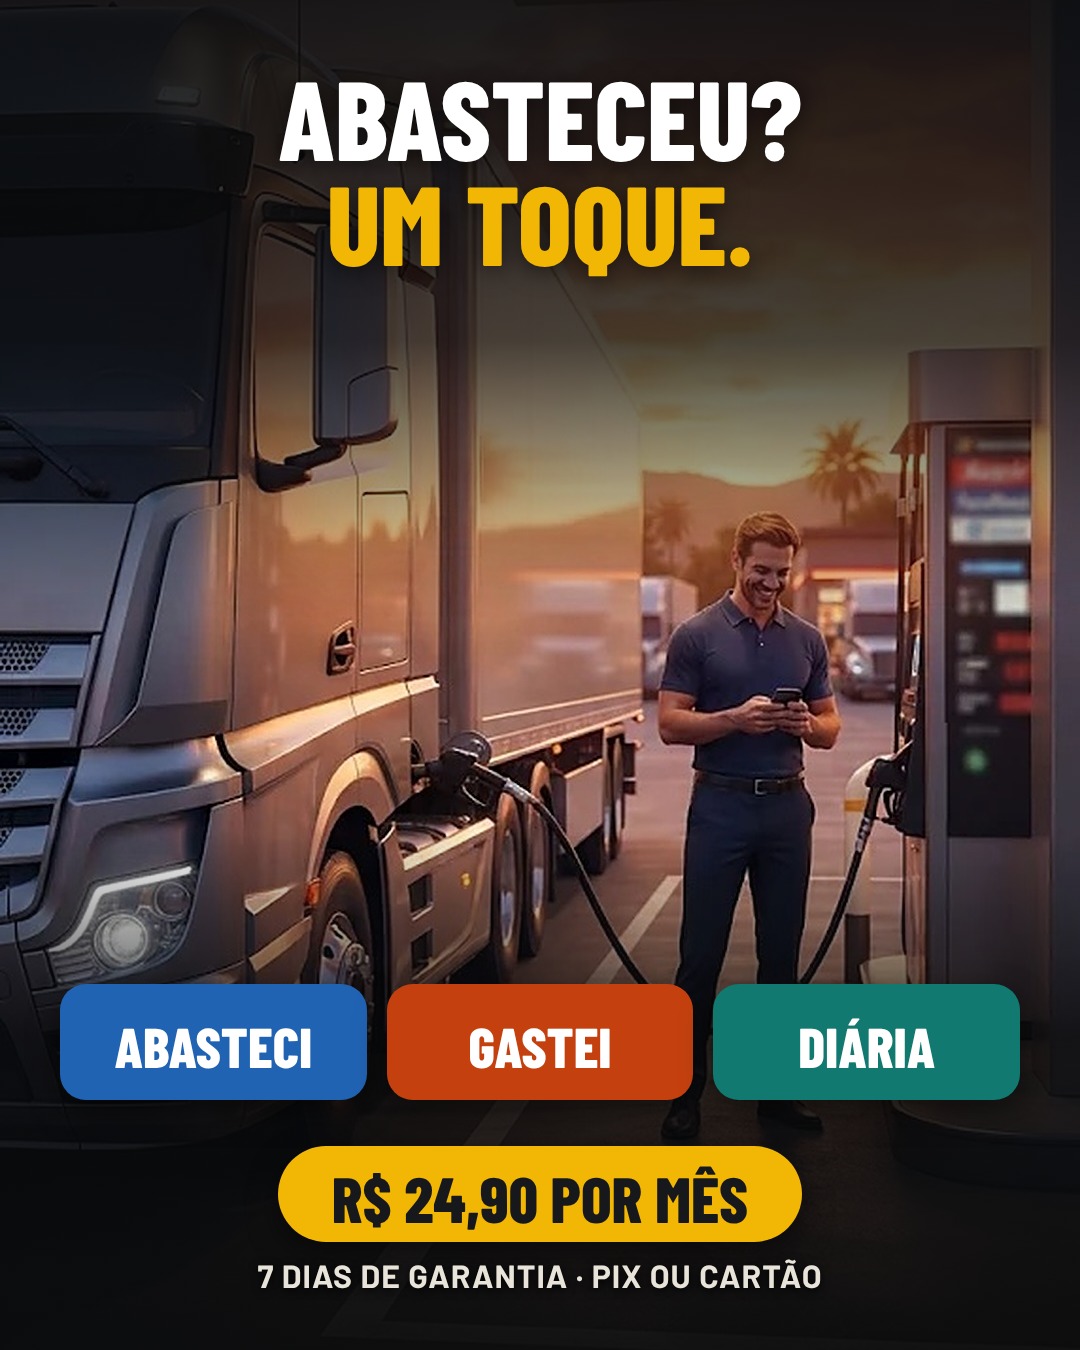 ABASTECEU?
UM TOQUE.
ABASTECI
GASTEI
DIÁRIA
R$ 24,90 POR MÊS
7 DIAS DE GARANTIA · PIX OU CARTÃO